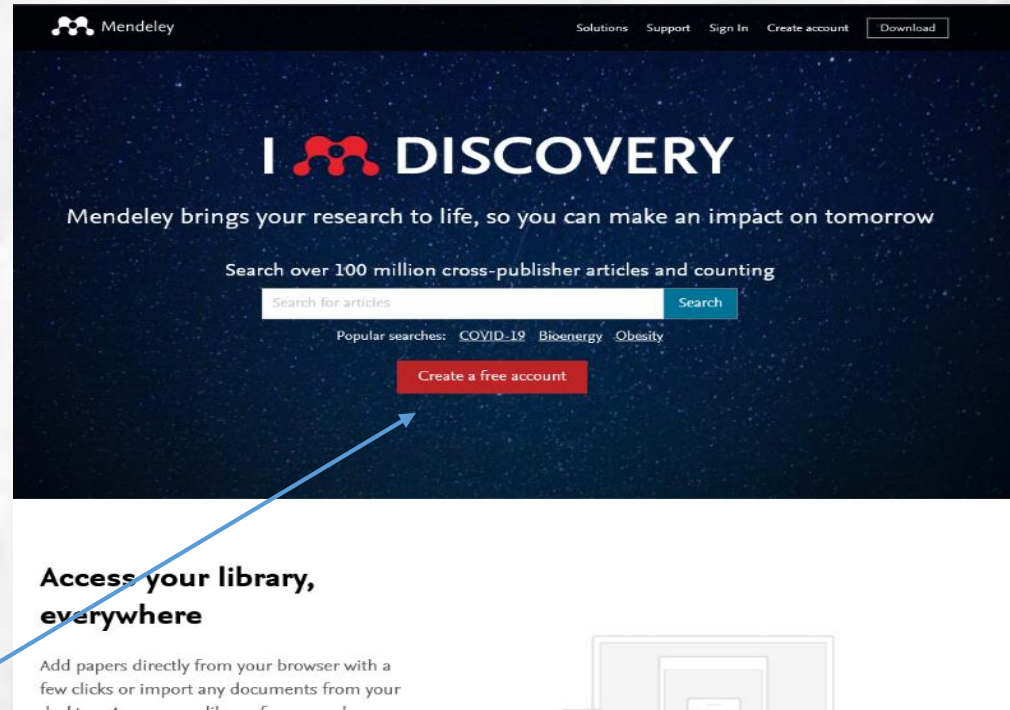 Mendeley
Solutions Support Sign In Create account Download
I DISCOVERY
Mendeley brings your research to life, so you can make an impact on tomorrow
Search over 100 million cross-publisher articles and counting
Search for articles Search
Popular searches: COVID-19 Bioenergy Obesity
Create a free account
Access your library,
everywhere
Add papers directly from your browser with a
few clicks or import any documents from your